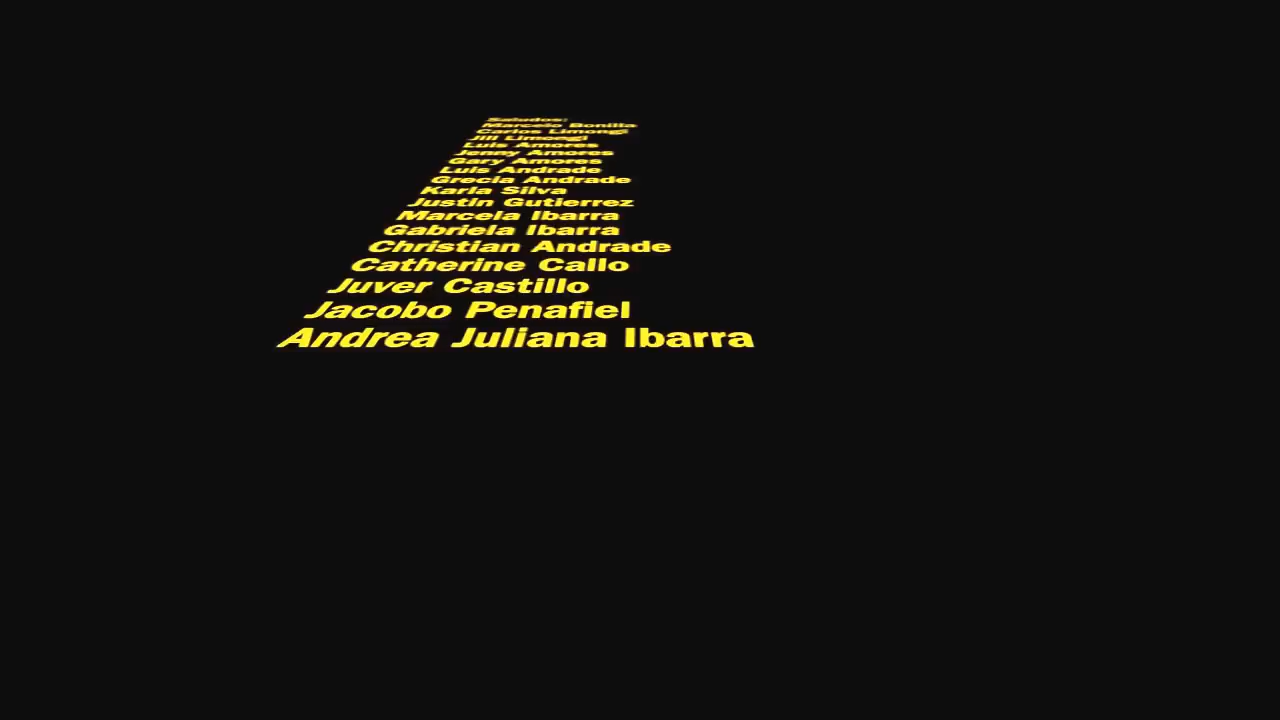 Saludos:
Marcelo Bonilla
Carlos Limongi
Jill Limongi
Luis Amores
Jenny Amores
Gary Amores
Luis Andrade
Grecia Andrade
Karla Silva
Justin Gutierrez
Marcela Ibarra
Gabriela Ibarra
Christian Andrade
Catherine Callo
Juver Castillo
Jacobo Penafiel
Andrea Juliana Ibarra